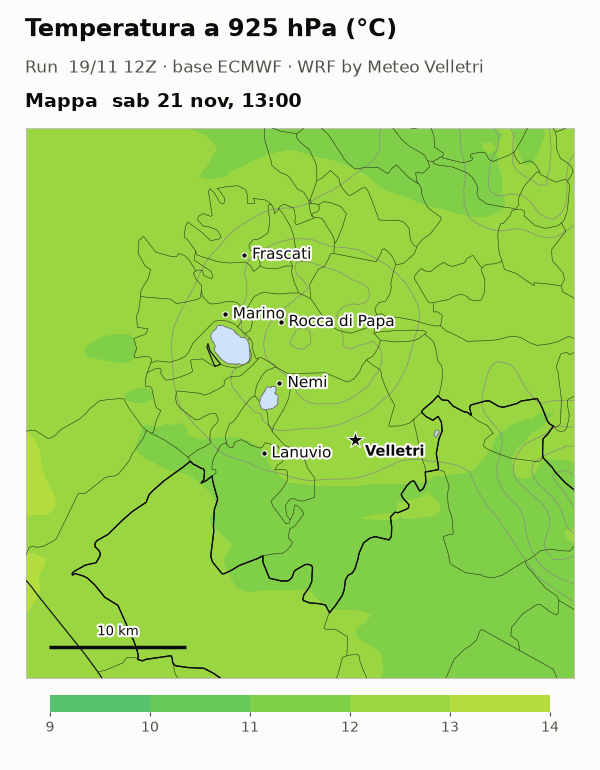 Temperatura a 925 hPa (°C)
Run  19/11 12Z · base ECMWF · WRF by Meteo Velletri
Mappa  sab 21 nov, 13:00
Frascati
Marino
Rocca di Papa
Nemi
Velletri
Lanuvio
10 km
9 10 11 12 13 14